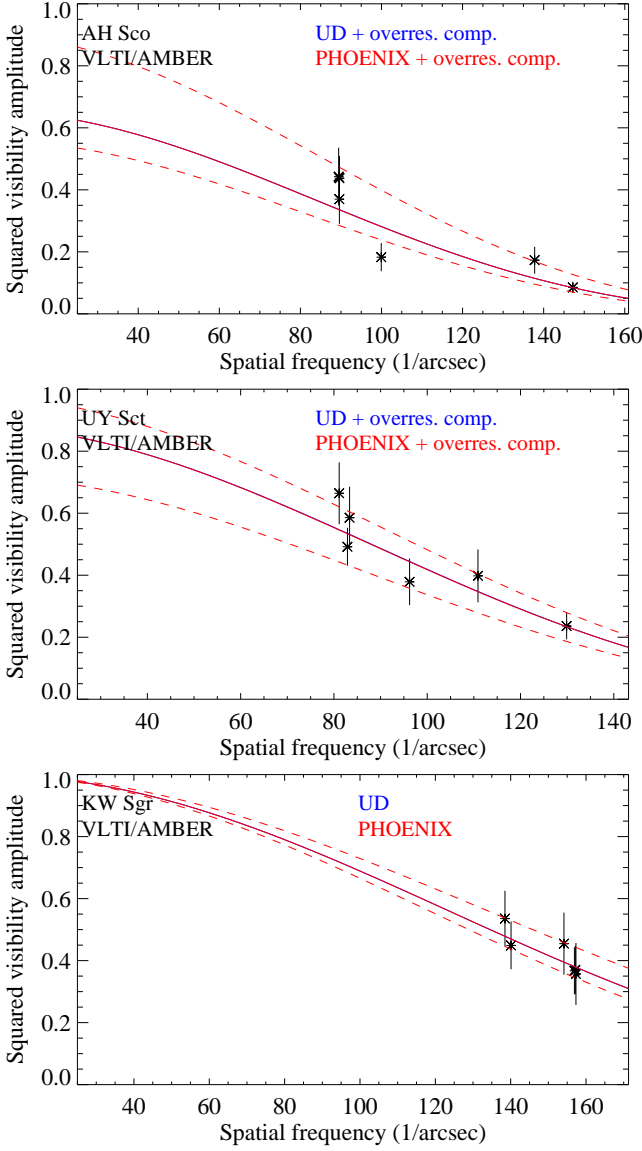 1.0
AH Sco UD + overres. comp.
VLTI/AMBER PHOENIX + overres. comp.
0.8
0.6
0.4
0.2
0.0
Squared visibility amplitude
40 60 80 100 120 140 160
Spatial frequency (1/arcsec)
1.0
UY Sct UD + overres. comp.
VLTI/AMBER PHOENIX + overres. comp.
0.8
0.6
0.4
0.2
0.0
Squared visibility amplitude
40 60 80 100 120 140
Spatial frequency (1/arcsec)
1.0
KW Sgr UD
VLTI/AMBER PHOENIX
0.8
0.6
0.4
0.2
0.0
Squared visibility amplitude
40 60 80 100 120 140 160
Spatial frequency (1/arcsec)